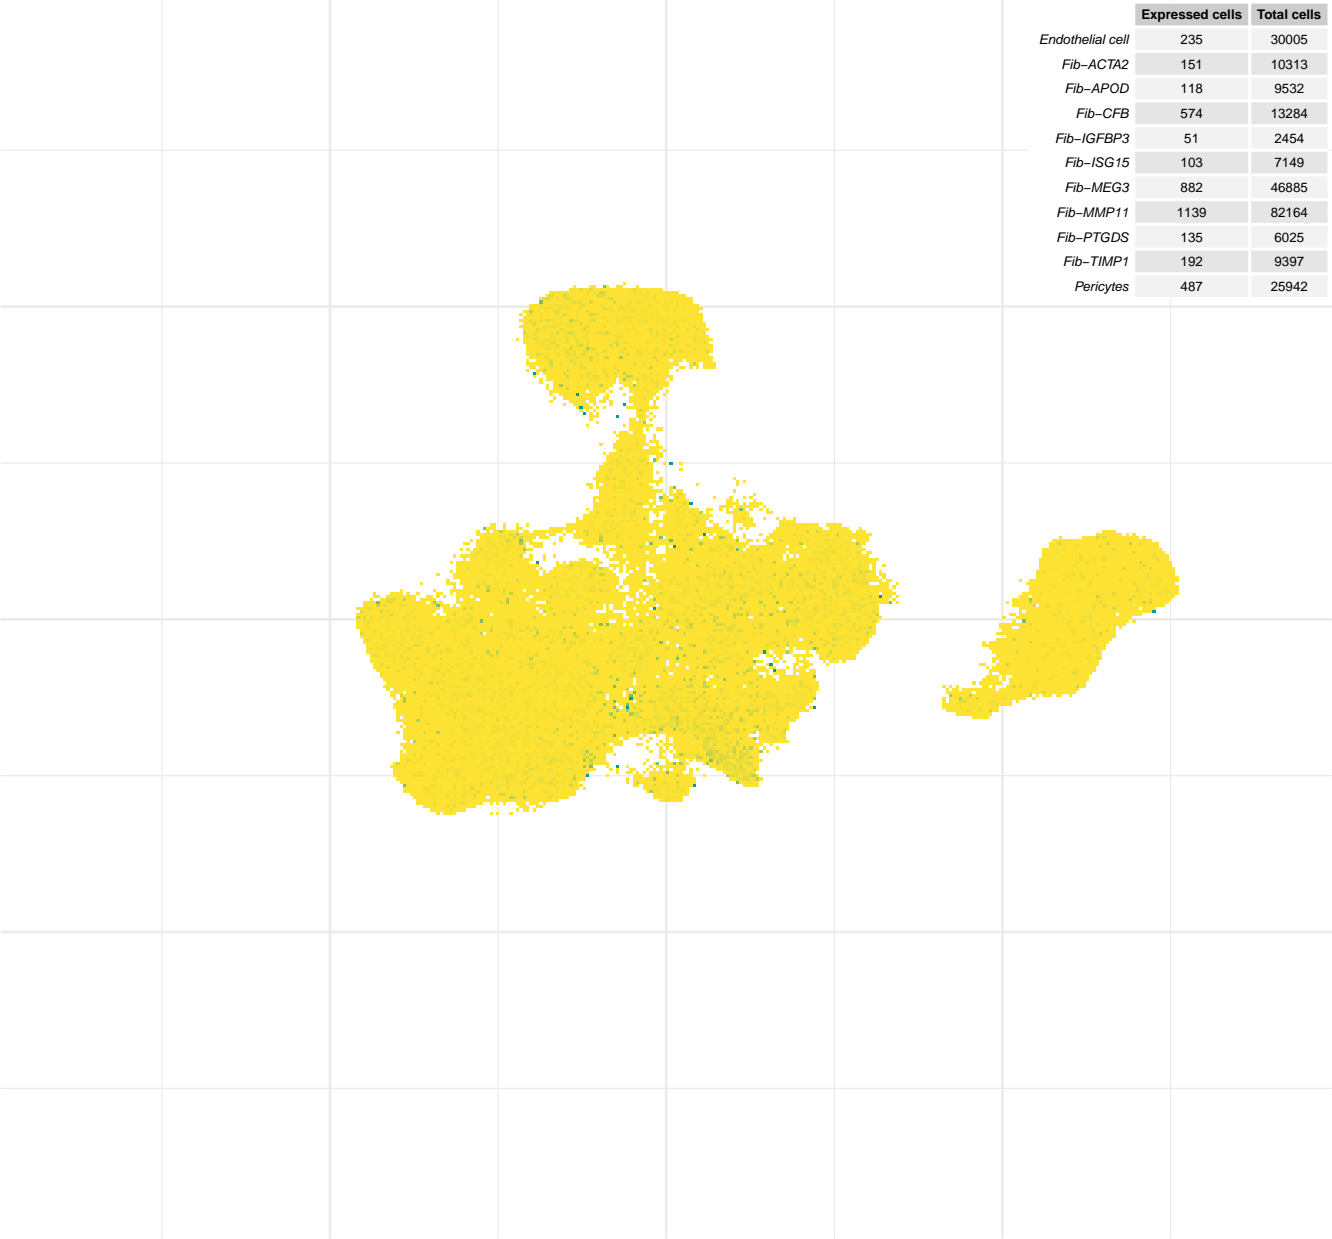 Expressed cells Total cells
Endothelial cell 235 30005
Fib−ACTA2 151 10313
Fib−APOD 118 9532
Fib−CFB 574 13284
Fib−IGFBP3 51 2454
Fib−ISG15 103 7149
Fib−MEG3 882 46885
Fib−MMP11 1139 82164
Fib−PTGDS 135 6025
Fib−TIMP1 192 9397
Pericytes 487 25942